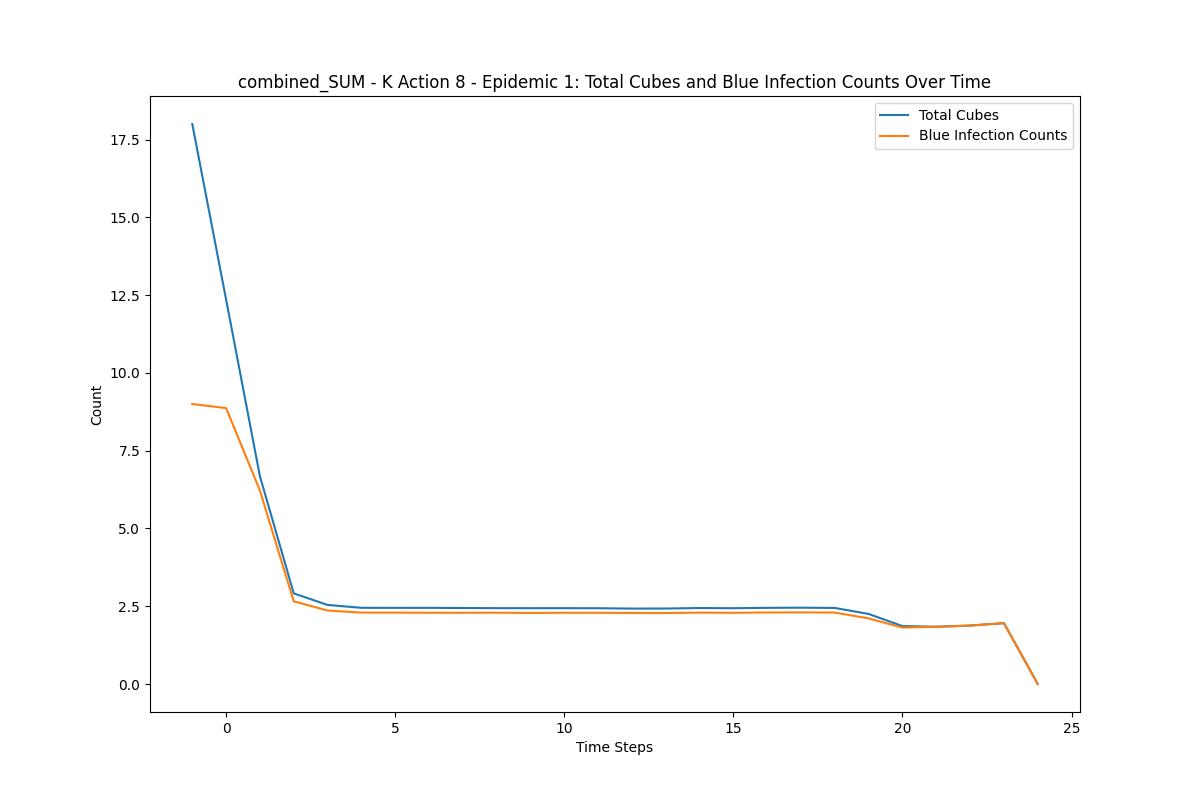 combined_SUM - K Action 8 - Epidemic 1: Total Cubes and Blue Infection Counts Over Time
Total Cubes
Blue Infection Counts
17.5
15.0
12.5
10.0
7.5
5.0
2.5
0.0
Count
0 5 10 15 20 25
Time Steps